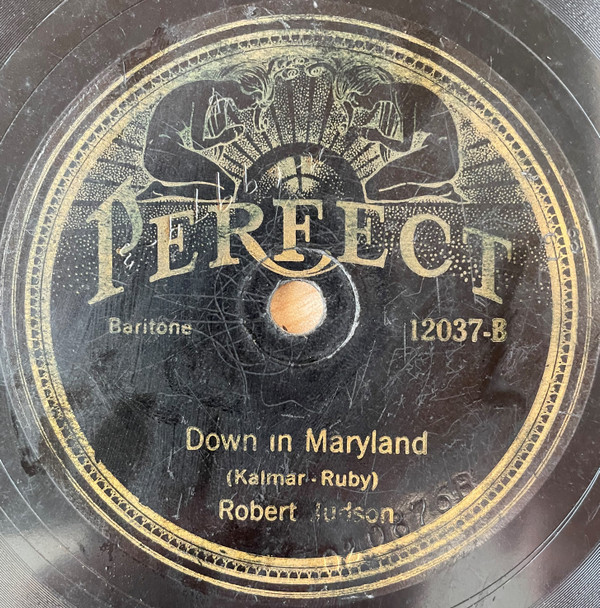 PERFECT
Baritone 12037-B
Down in Maryland
(Kalmar-Ruby)
Robert Judson